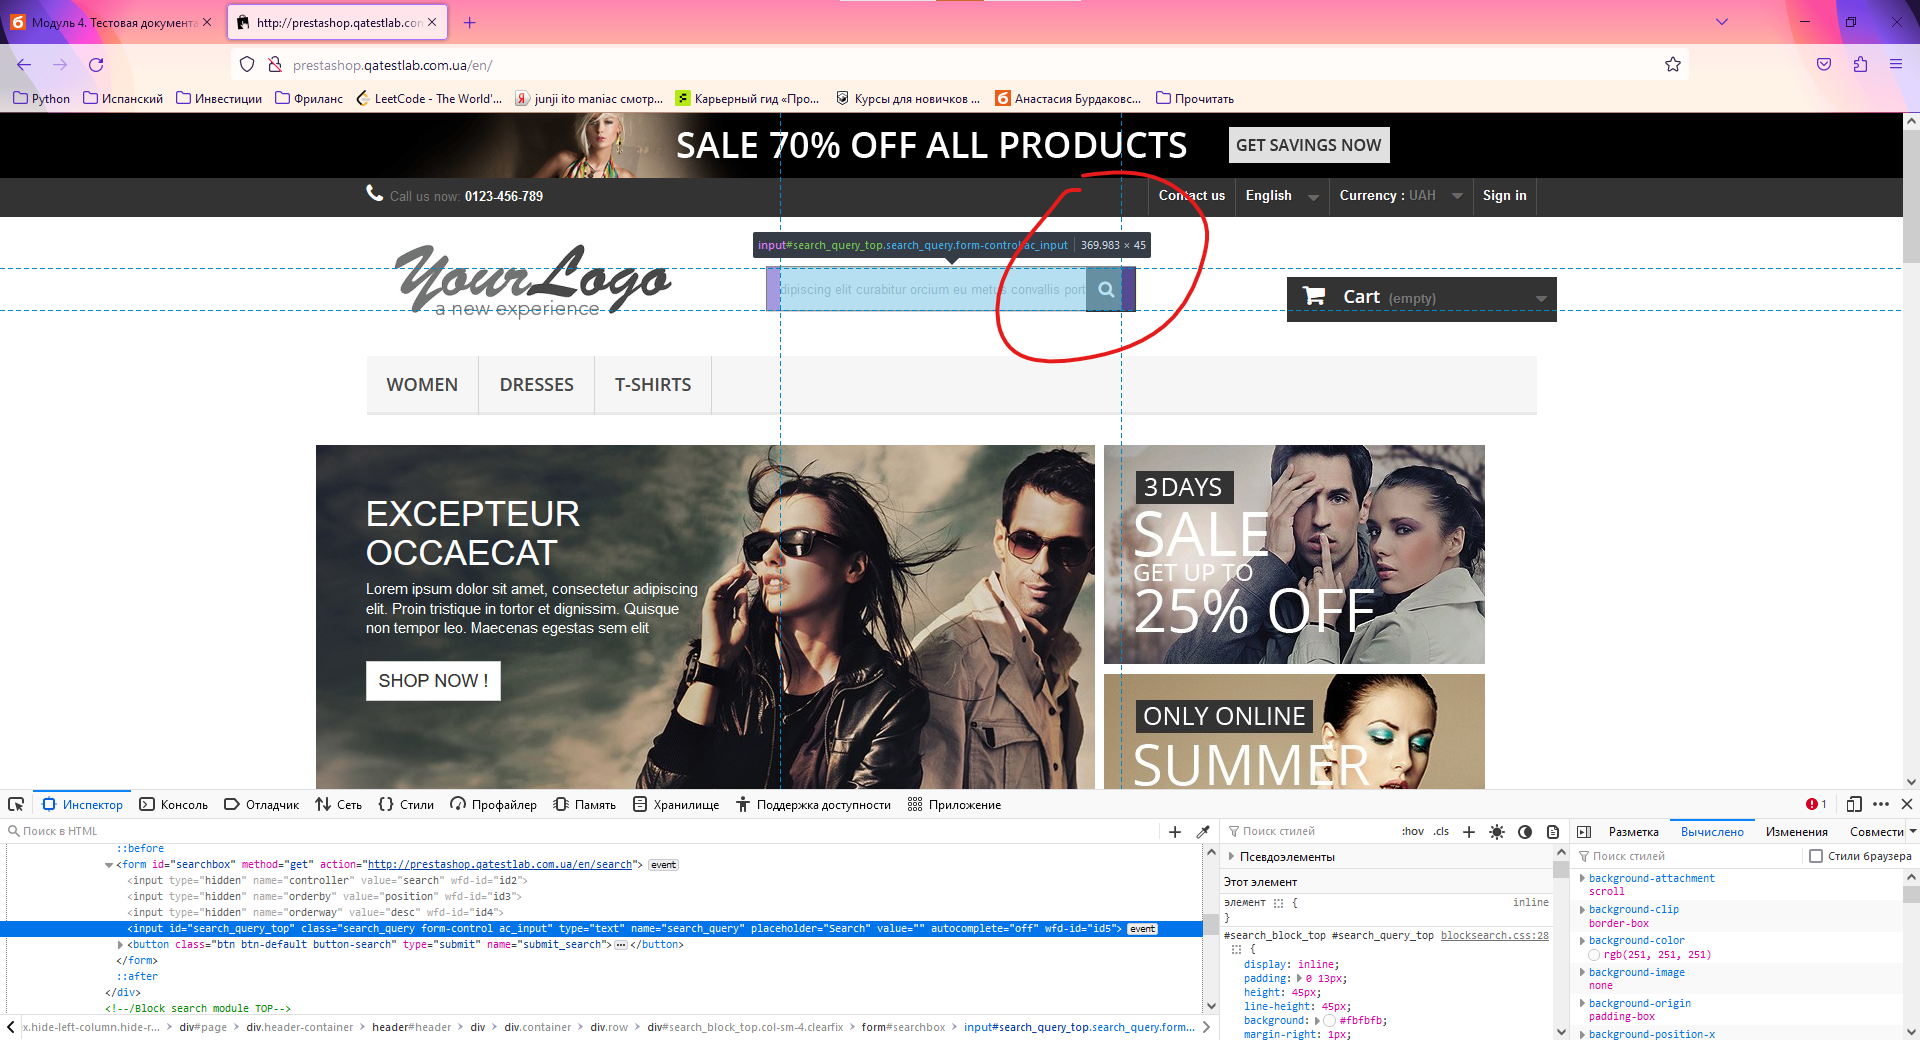 Модуль 4. Тестовая документа
http://prestashop.qatestlab.com
prestashop.qatestlab.com.ua/en/
Python
Испанский
Инвестиции
Фриланс
LeetCode - The World'...
junji ito maniac смотр...
Карьерный гид «Про...
Курсы для новичков ...
Анастасия Бурдаковс...
Прочитать
SALE 70% OFF ALL PRODUCTS
GET SAVINGS NOW
Call us now: 0123-456-789
Contact us
English
Currency : UAH
Sign in
input#search_query_top.search_query.form-control.ac_input
369.983 × 45
YourLogo
a new experience
dipiscing elit curabitur orcium eu metus convallis port
Cart (empty)
WOMEN
DRESSES
T-SHIRTS
EXCEPTEUR
OCCAECAT
Lorem ipsum dolor sit amet, consectetur adipiscing
elit. Proin tristique in tortor et dignissim. Quisque
non tempor leo. Maecenas egestas sem elit
SHOP NOW !
3 DAYS
SALE
GET UP TO
25% OFF
ONLY ONLINE
SUMMER
Инспектор
Консоль
Отладчик
Сеть
Стили
Профайлер
Память
Хранилище
Поддержка доступности
Приложение
1
Поиск в HTML
::before
<form id="searchbox" method="get" action="http://prestashop.qatestlab.com.ua/en/search"> event
<input type="hidden" name="controller" value="search" wfd-id="id2">
<input type="hidden" name="orderby" value="position" wfd-id="id3">
<input type="hidden" name="orderway" value="desc" wfd-id="id4">
<input id="search_query_top" class="search_query form-control ac_input" type="text" name="search_query" placeholder="Search" value="" autocomplete="off" wfd-id="id5"> event
<button class="btn btn-default button-search" type="submit" name="submit_search">...</button>
</form>
::after
</div>
<!--/Block search module TOP-->
x.hide-left-column.hide-r... > div#page > div.header-container > header#header > div > div.container > div.row > div#search_block_top.col-sm-4.clearfix > form#searchbox > input#search_query_top.search_query.form...
Поиск стилей
:hov
.cls
Псевдоэлементы
Этот элемент
элемент {
inline
}
#search_block_top #search_query_top
blocksearch.css:28
{
display: inline;
padding: 0 13px;
height: 45px;
line-height: 45px;
background: #fbfbfb;
margin-right: 1px;
Разметка
Вычислено
Изменения
Совмести
Поиск стилей
Стили браузера
background-attachment
scroll
background-clip
border-box
background-color
rgb(251, 251, 251)
background-image
none
background-origin
padding-box
background-position-x